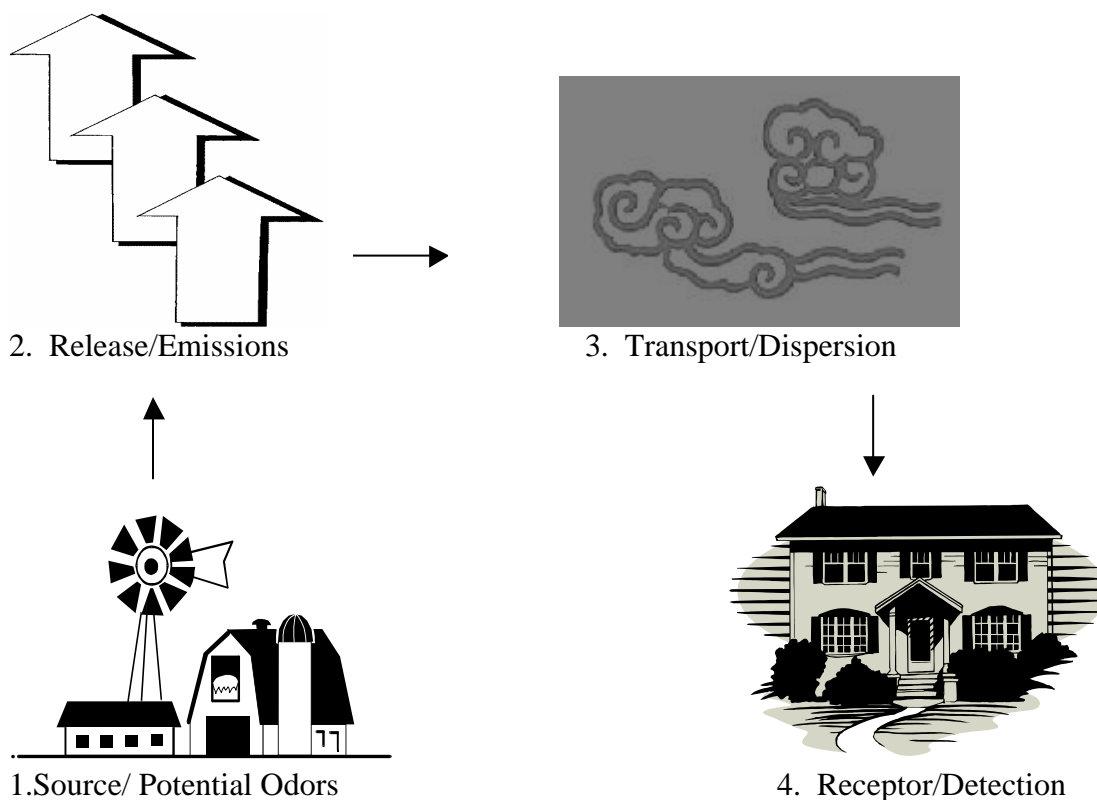 2. Release/Emissions
3. Transport/Dispersion
1.Source/ Potential Odors
4. Receptor/Detection